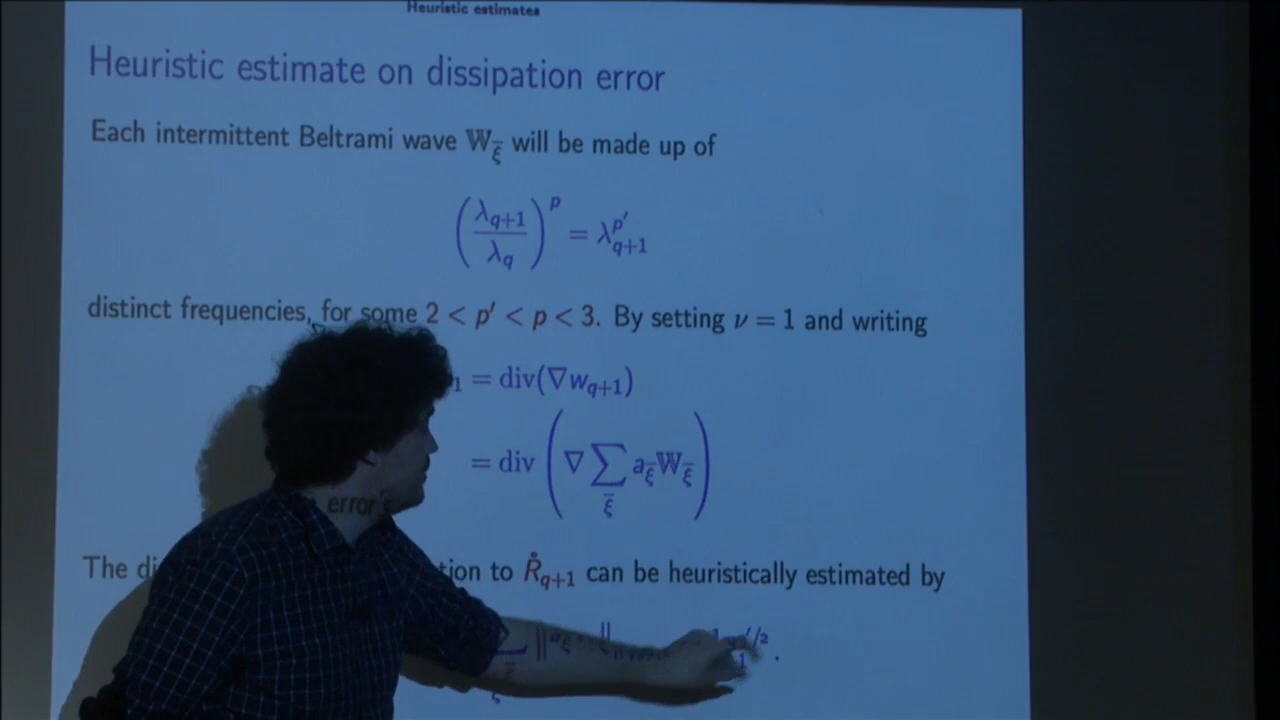 Heuristic estimates
Heuristic estimate on dissipation error
Each intermittent Beltrami wave 𝕎_ξ̄ will be made up of
(λ_{q+1}/λ_q)^p = λ_{q+1}^{p′}
distinct frequencies, for some 2 < p′ < p < 3. By setting ν = 1 and writing
= div(∇w_{q+1})
= div (∇ ∑_ξ̄ a_ξ̄ 𝕎_ξ̄)
error
The to R̊_{q+1} can be heuristically estimated by